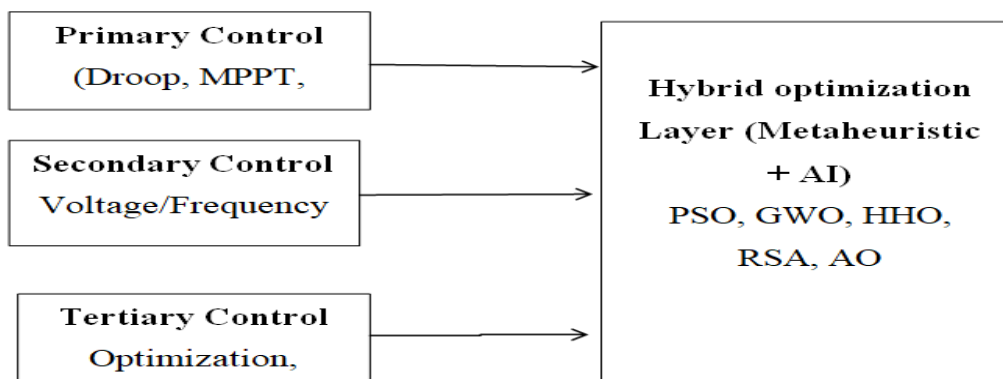 Primary Control
(Droop, MPPT,
Secondary Control
Voltage/Frequency
Tertiary Control
Optimization,
Hybrid optimization
Layer (Metaheuristic
+ AI)
PSO, GWO, HHO,
RSA, AO